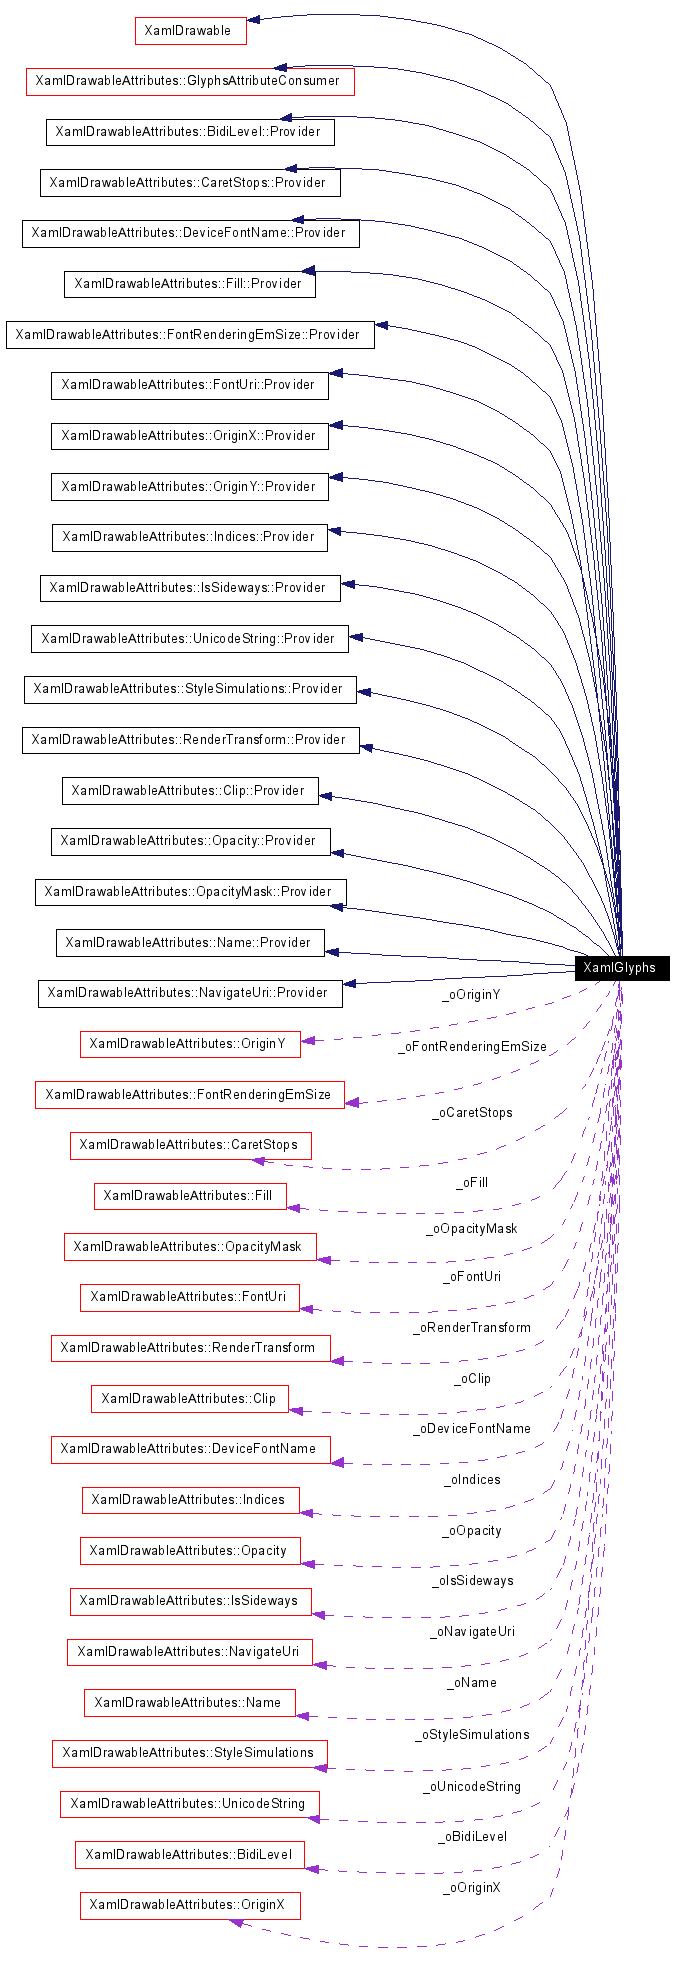 XamlDrawable
XamlDrawableAttributes::GlyphsAttributeConsumer
XamlDrawableAttributes::BidiLevel::Provider
XamlDrawableAttributes::CaretStops::Provider
XamlDrawableAttributes::DeviceFontName::Provider
XamlDrawableAttributes::Fill::Provider
XamlDrawableAttributes::FontRenderingEmSize::Provider
XamlDrawableAttributes::FontUri::Provider
XamlDrawableAttributes::OriginX::Provider
XamlDrawableAttributes::OriginY::Provider
XamlDrawableAttributes::Indices::Provider
XamlDrawableAttributes::IsSideways::Provider
XamlDrawableAttributes::UnicodeString::Provider
XamlDrawableAttributes::StyleSimulations::Provider
XamlDrawableAttributes::RenderTransform::Provider
XamlDrawableAttributes::Clip::Provider
XamlDrawableAttributes::Opacity::Provider
XamlDrawableAttributes::OpacityMask::Provider
XamlDrawableAttributes::Name::Provider
XamlGlyphs
XamlDrawableAttributes::NavigateUri::Provider
_oOriginY
XamlDrawableAttributes::OriginY
_oFontRenderingEmSize
XamlDrawableAttributes::FontRenderingEmSize
_oCaretStops
XamlDrawableAttributes::CaretStops
_oFill
XamlDrawableAttributes::Fill
_oOpacityMask
XamlDrawableAttributes::OpacityMask
_oFontUri
XamlDrawableAttributes::FontUri
_oRenderTransform
XamlDrawableAttributes::RenderTransform
_oClip
XamlDrawableAttributes::Clip
_oDeviceFontName
XamlDrawableAttributes::DeviceFontName
_oIndices
XamlDrawableAttributes::Indices
_oOpacity
XamlDrawableAttributes::Opacity
_oIsSideways
XamlDrawableAttributes::IsSideways
_oNavigateUri
XamlDrawableAttributes::NavigateUri
_oName
XamlDrawableAttributes::Name
_oStyleSimulations
XamlDrawableAttributes::StyleSimulations
_oUnicodeString
XamlDrawableAttributes::UnicodeString
_oBidiLevel
XamlDrawableAttributes::BidiLevel
_oOriginX
XamlDrawableAttributes::OriginX